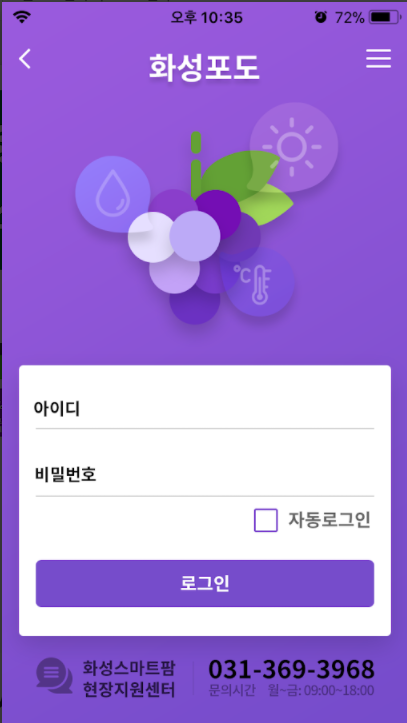 오후 10:35
72%
화성포도
°C
아이디
비밀번호
자동로그인
로그인
화성스마트팜
현장지원센터
031-369-3968
문의시간 월~금: 09:00~18:00